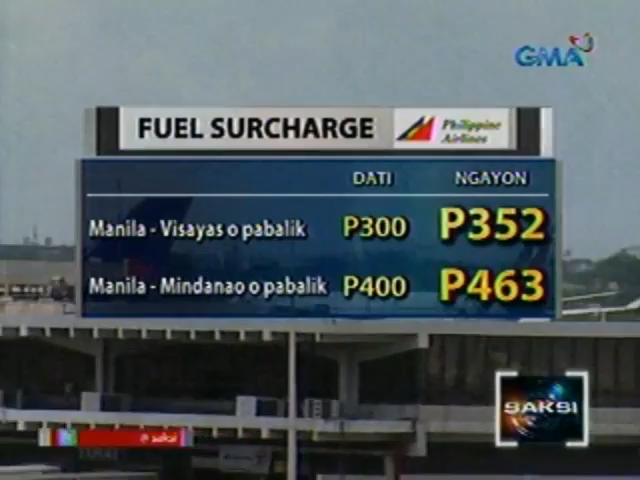 GMA
FUEL SURCHARGE
Philippine
Airlines
DATI NGAYON
Manila - Visayas o pabalik P300 P352
Manila - Mindanao o pabalik P400 P463
SAKSI